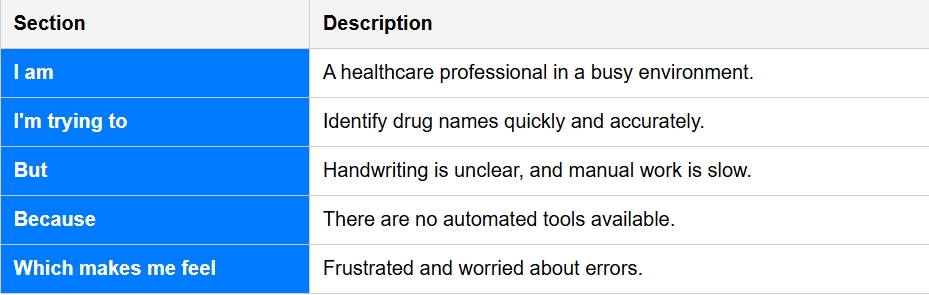 Section Description
I am A healthcare professional in a busy environment.
I'm trying to Identify drug names quickly and accurately.
But Handwriting is unclear, and manual work is slow.
Because There are no automated tools available.
Which makes me feel Frustrated and worried about errors.